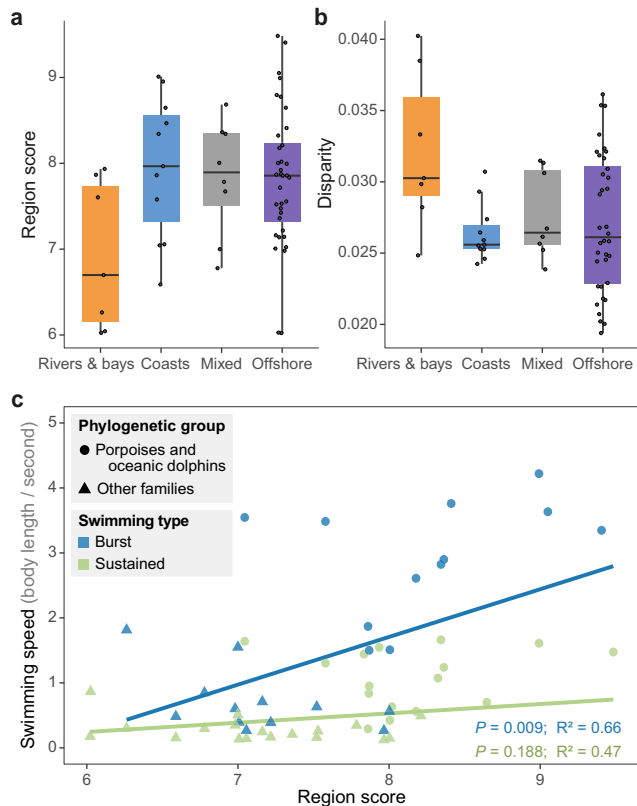 a
Region score
9
8
7
6
Rivers & bays Coasts Mixed Offshore
b
Disparity
0.040
0.035
0.030
0.025
0.020
Rivers & bays Coasts Mixed Offshore
c
Swimming speed (body length / second)
5
4
3
2
1
0
Phylogenetic group
Porpoises and
oceanic dolphins
Other families
Swimming type
Burst
Sustained
P = 0.009; R² = 0.66
P = 0.188; R² = 0.47
6 7 8 9
Region score